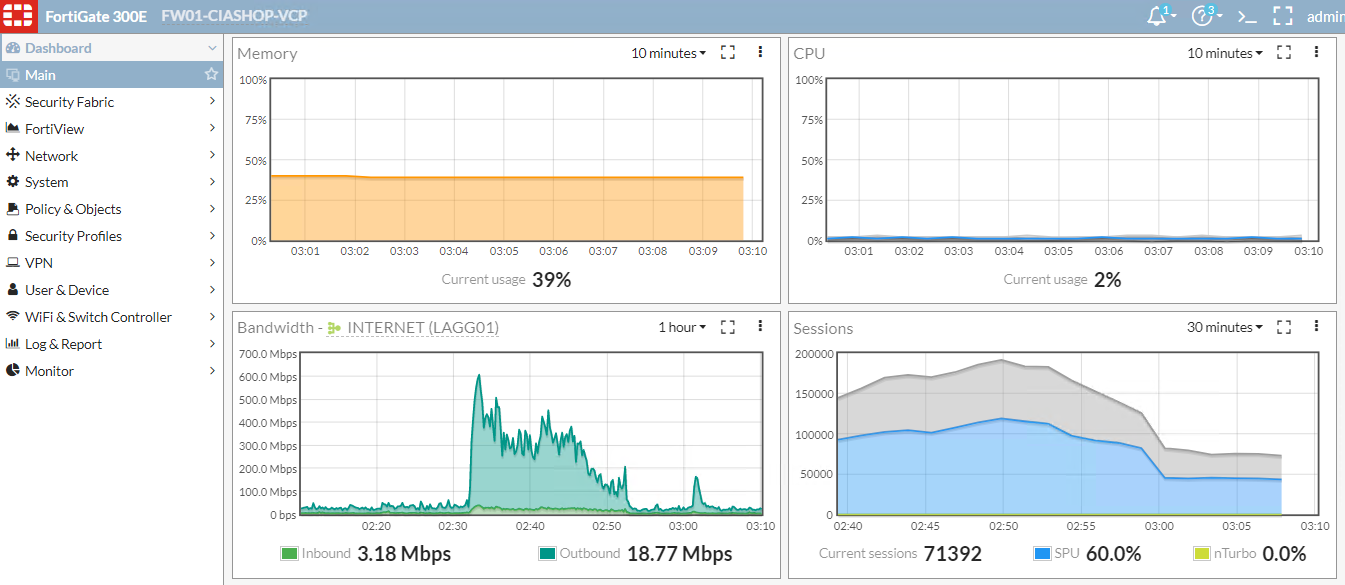 FortiGate 300E FW01-CIASHOP-VCP 1 3 admin
Dashboard
Main
Security Fabric
FortiView
Network
System
Policy & Objects
Security Profiles
VPN
User & Device
WiFi & Switch Controller
Log & Report
Monitor
Memory 10 minutes
100%
75%
50%
25%
0%
03:01 03:02 03:03 03:04 03:05 03:06 03:07 03:08 03:09 03:10
Current usage 39%
CPU 10 minutes
100%
75%
50%
25%
0%
03:01 03:02 03:03 03:04 03:05 03:06 03:07 03:08 03:09 03:10
Current usage 2%
Bandwidth - INTERNET (LAGG01) 1 hour
700.0 Mbps
600.0 Mbps
500.0 Mbps
400.0 Mbps
300.0 Mbps
200.0 Mbps
100.0 Mbps
0 bps
02:20 02:30 02:40 02:50 03:00 03:10
Inbound 3.18 Mbps Outbound 18.77 Mbps
Sessions 30 minutes
200000
150000
100000
50000
0
02:40 02:45 02:50 02:55 03:00 03:05 03:10
Current sessions 71392 SPU 60.0% nTurbo 0.0%